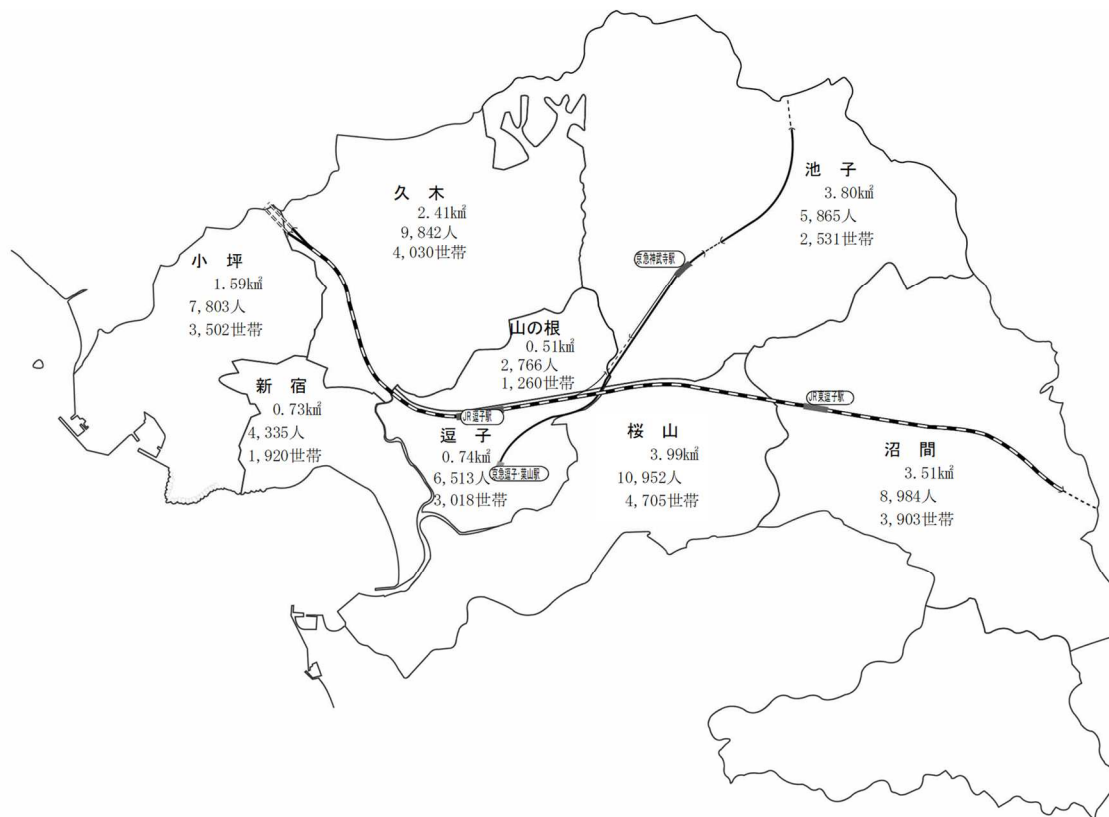 久 木
2.41k㎡
9,842人
4,030世帯
池 子
3.80k㎡
5,865人
2,531世帯
小 坪
1.59k㎡
7,803人
3,502世帯
京急神武寺駅
山の根
0.51k㎡
2,766人
1,260世帯
新 宿
0.73k㎡
4,335人
1,920世帯
JR逗子駅
逗 子
0.74k㎡
6,513人
3,018世帯
京急逗子・葉山駅
桜 山
3.99k㎡
10,952人
4,705世帯
JR東逗子駅
沼 間
3.51k㎡
8,984人
3,903世帯